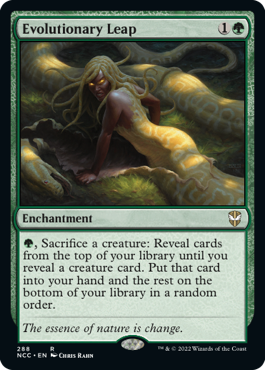 Evolutionary Leap 1
Enchantment
, Sacrifice a creature: Reveal cards
from the top of your library until you
reveal a creature card. Put that card
into your hand and the rest on the
bottom of your library in a random
order.
The essence of nature is change.
288 R
NCC • EN Chris Rahn ™ & © 2022 Wizards of the Coast